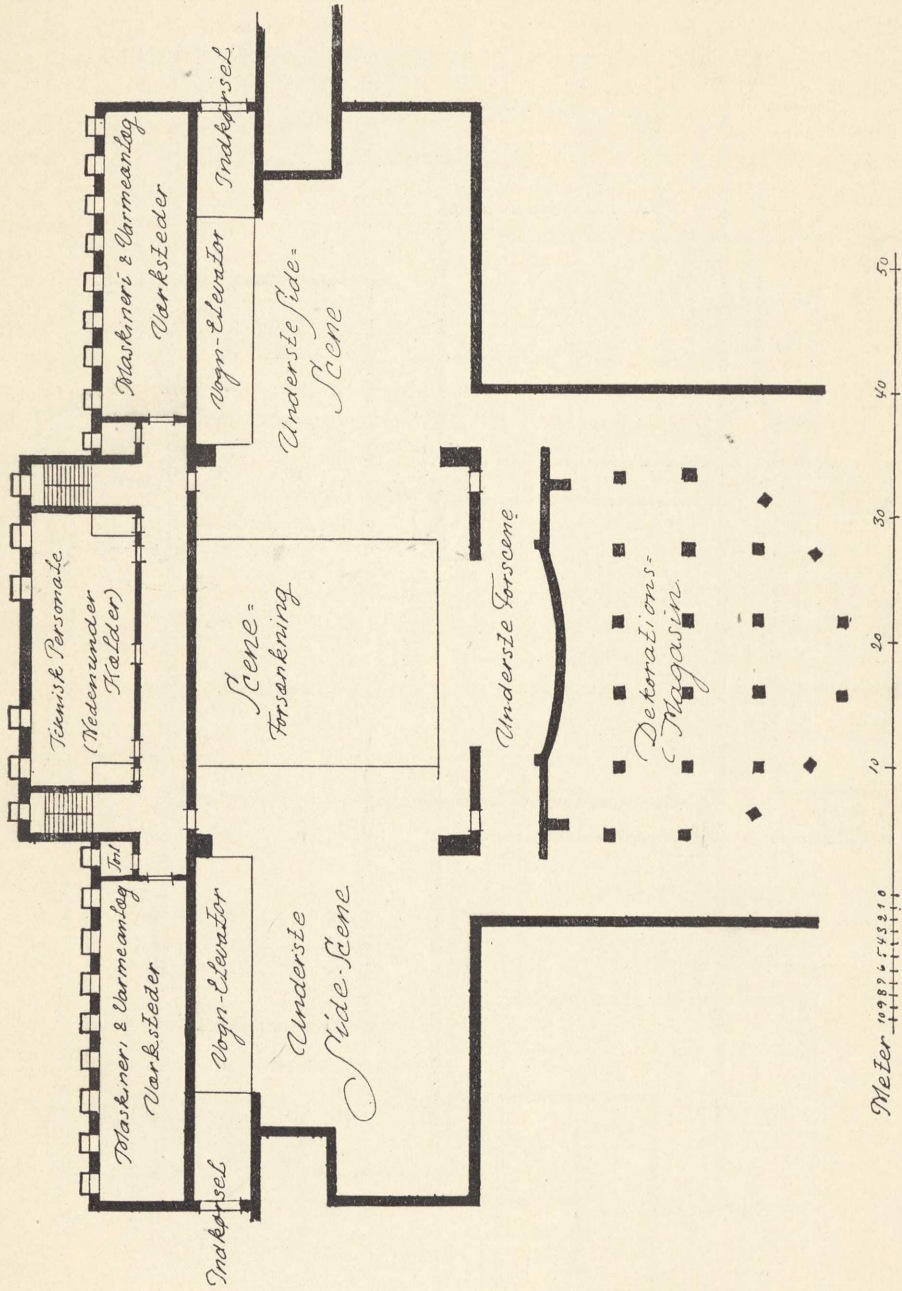 Teknisk Personale
(Nedenunder
Kælder)
Maskineri & Varmeanlæg
Værksteder
Toil
Maskineri & Varmeanlæg
Værksteder
Indkørsel
Vogn-Elevator
Vogn-Elevator
Indkørsel
Underste
Side-Scene
Scene=
Forsænkning
Underste Side=
Scene
Underste Forscene
Dekorations=
Magasin
Meter 10 9 8 7 6 5 4 3 2 1 0 10 20 30 40 50